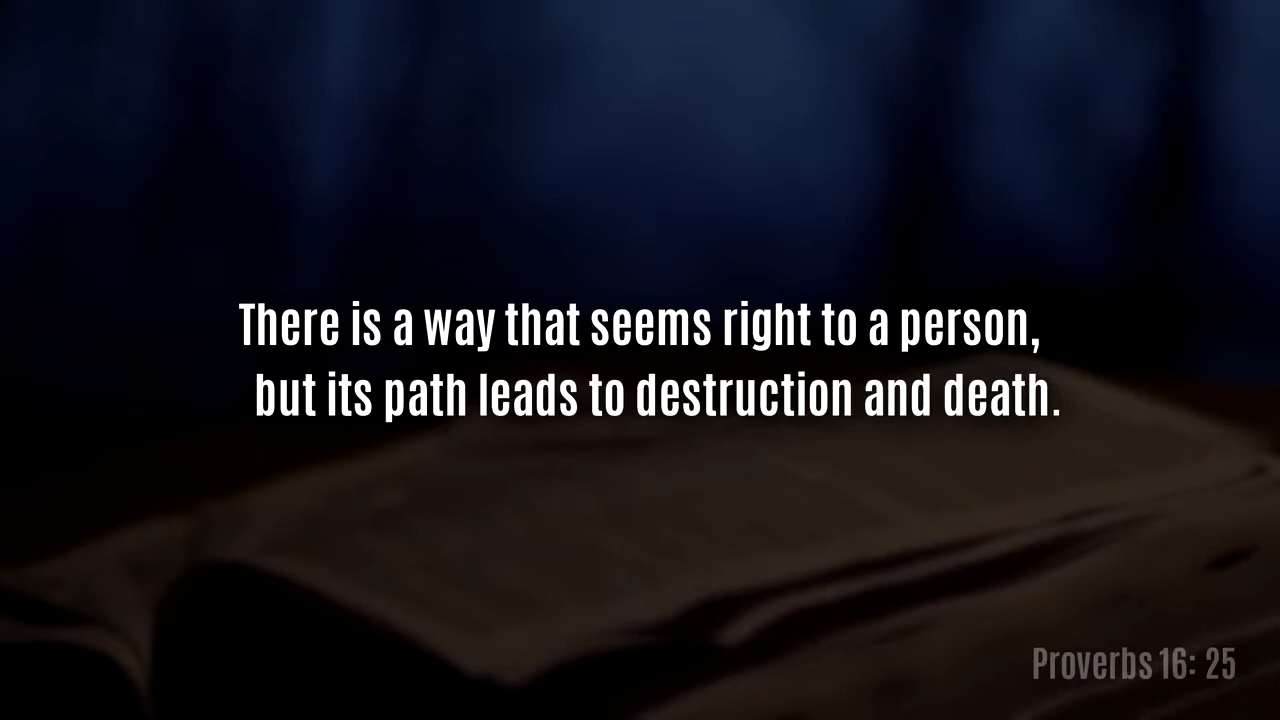 There is a way that seems right to a person,
but its path leads to destruction and death.
Proverbs 16: 25